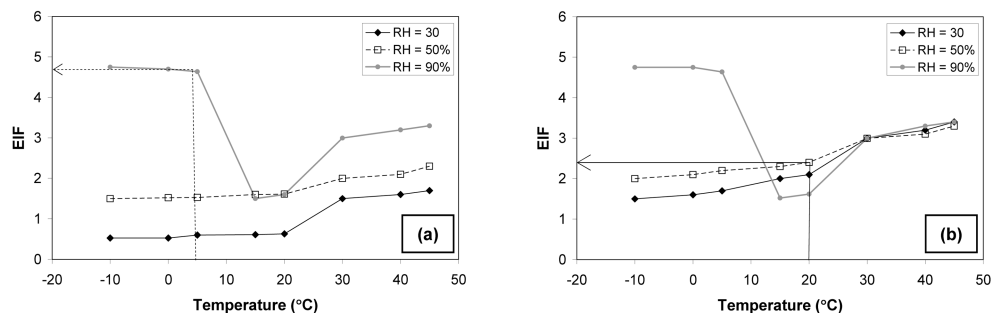 6
5
4
3
2
1
0
EIF
-20 -10 0 10 20 30 40 50
Temperature (°C)
RH = 30
RH = 50%
RH = 90%
(a)
6
5
4
3
2
1
0
EIF
-20 -10 0 10 20 30 40 50
Temperature (°C)
RH = 30
RH = 50%
RH = 90%
(b)